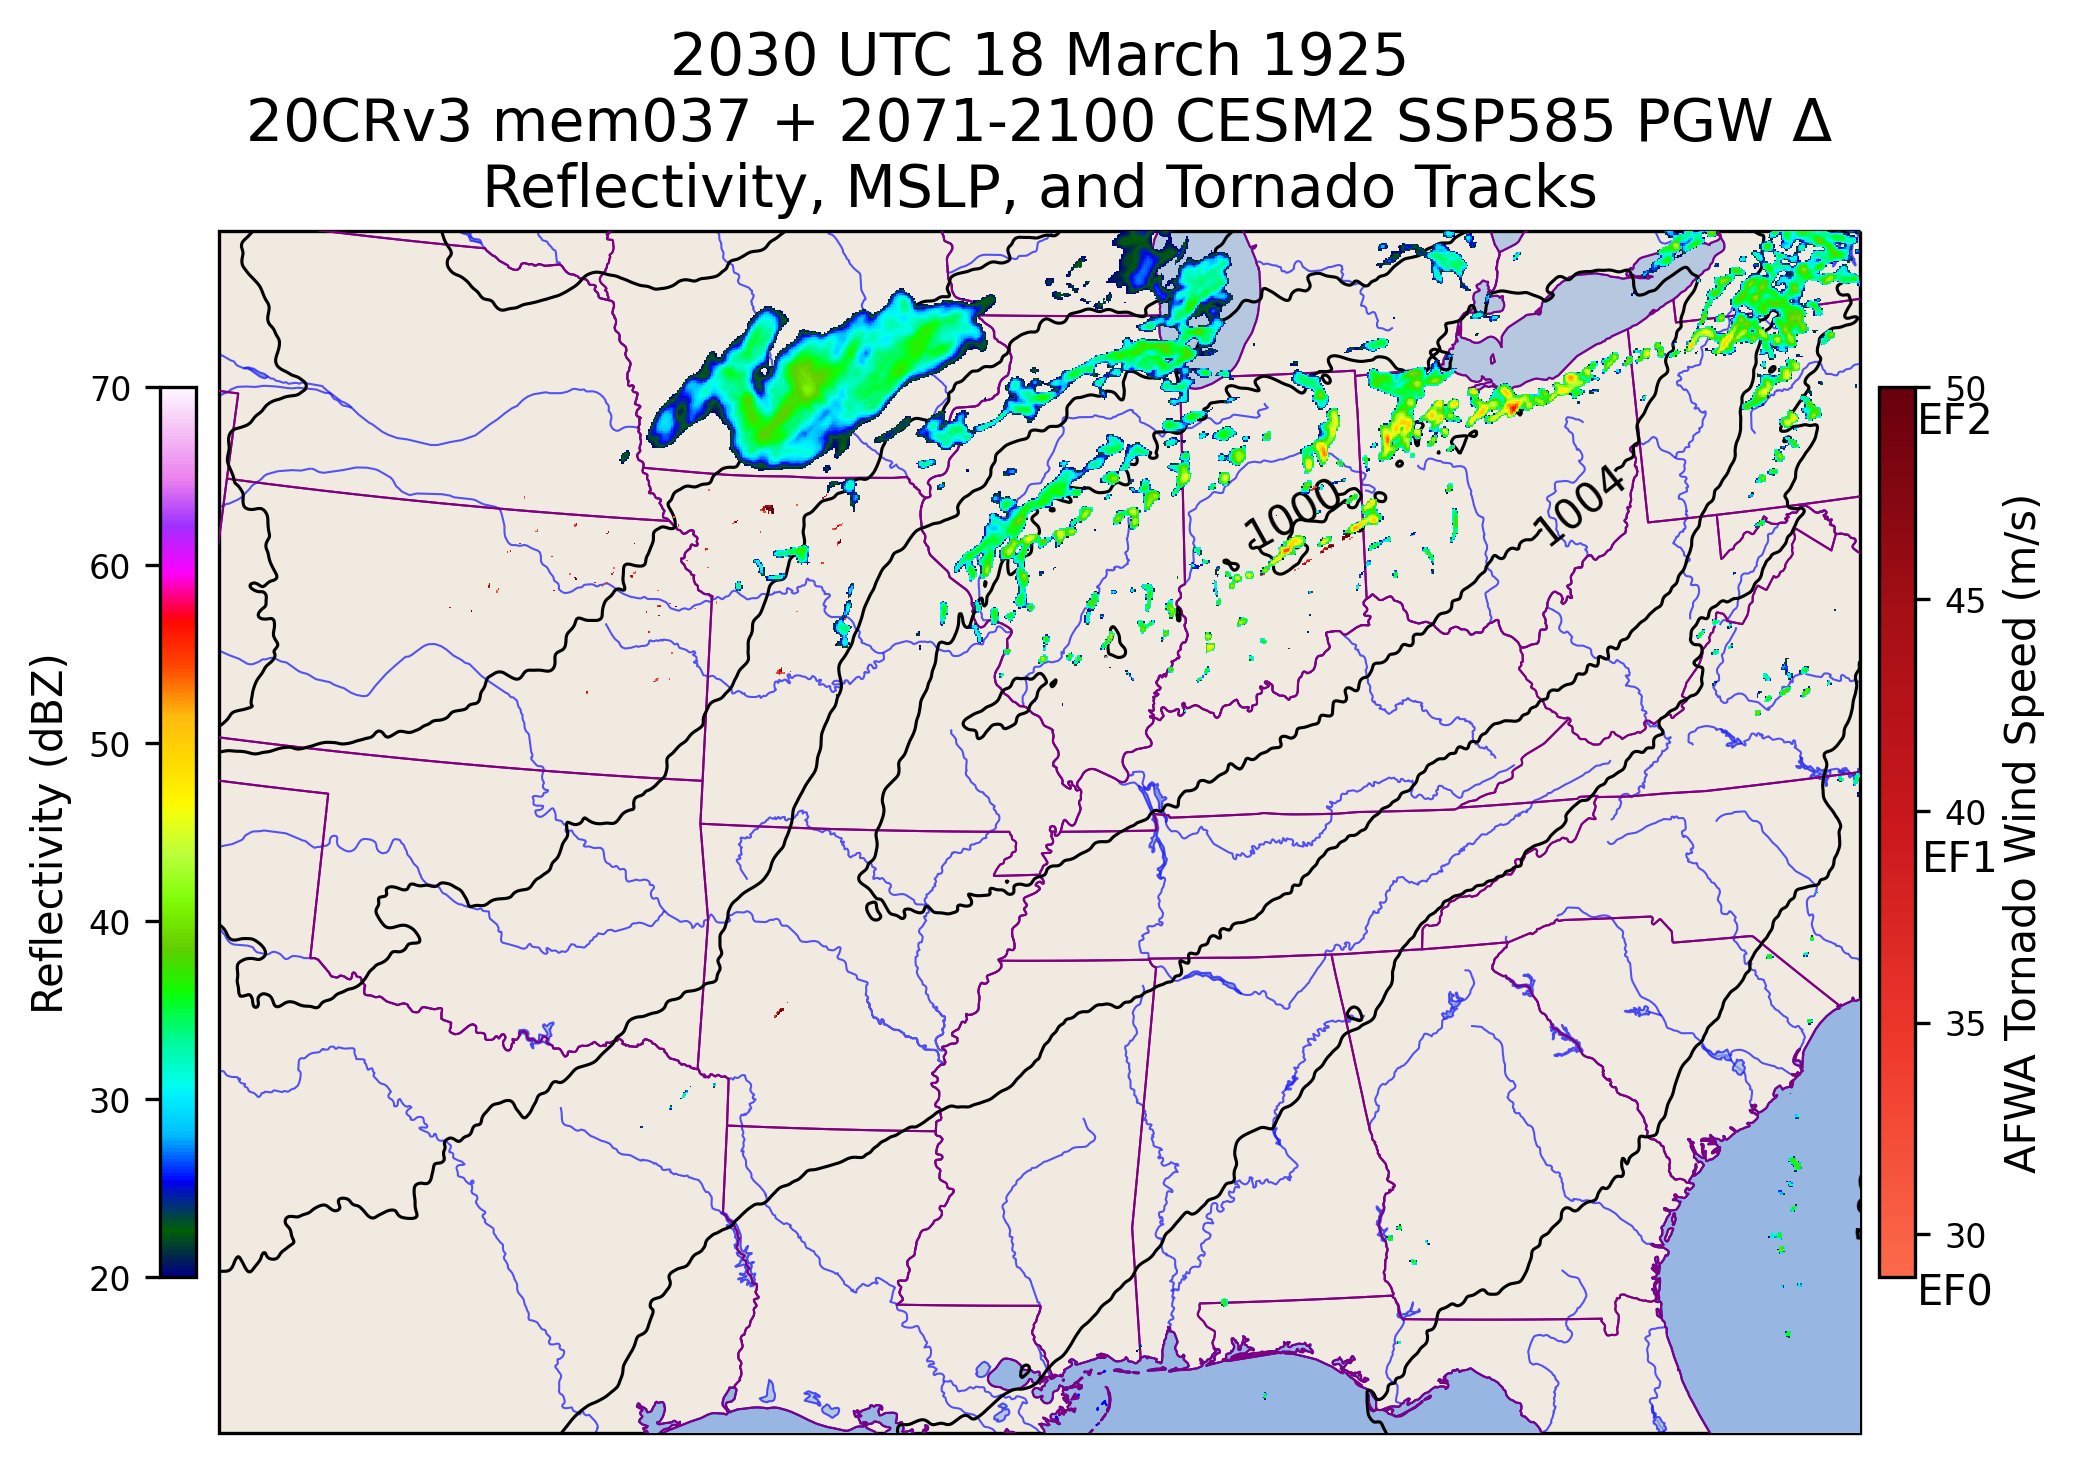 2030 UTC 18 March 1925
20CRv3 mem037 + 2071-2100 CESM2 SSP585 PGW Δ
Reflectivity, MSLP, and Tornado Tracks
70
60
50
40
30
20
Reflectivity (dBZ)
1000
1004
50
EF2
45
40
EF1
35
30
EF0
AFWA Tornado Wind Speed (m/s)